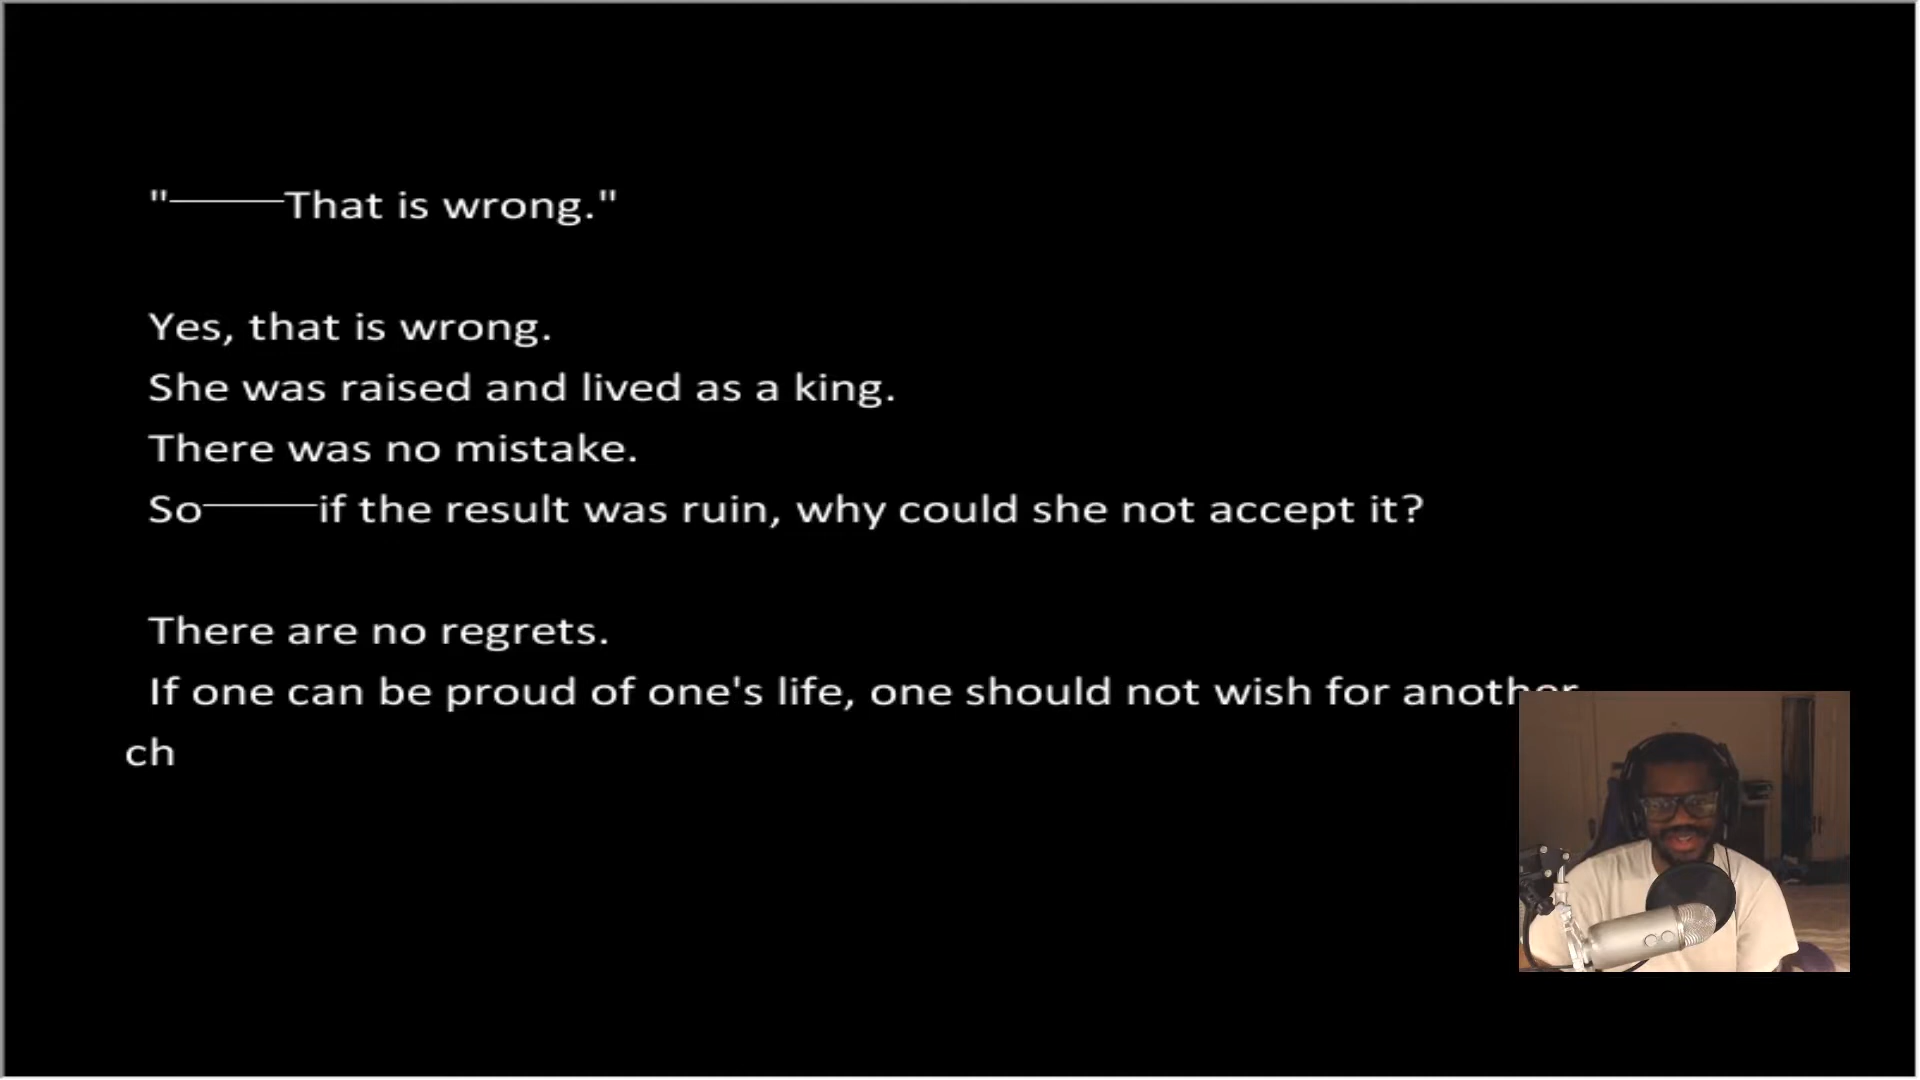 "———That is wrong."
Yes, that is wrong.
She was raised and lived as a king.
There was no mistake.
So———if the result was ruin, why could she not accept it?
There are no regrets.
If one can be proud of one's life, one should not wish for another
ch